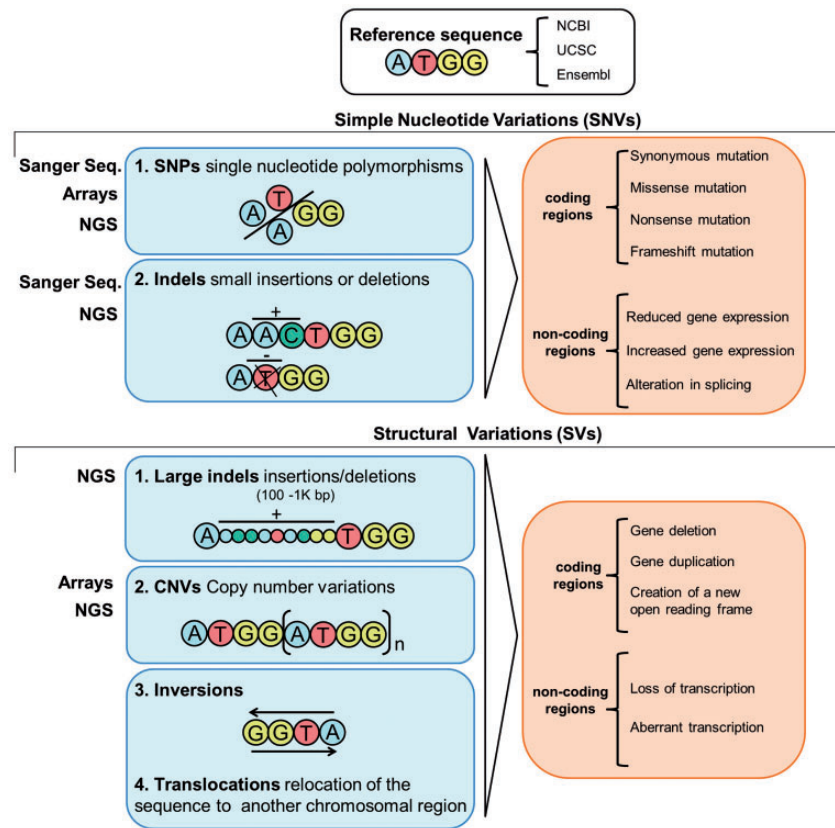 Reference sequence
A T G G
NCBI
UCSC
Ensembl
Simple Nucleotide Variations (SNVs)
Sanger Seq.
Arrays
NGS
1. SNPs single nucleotide polymorphisms
T
A G G
A
Sanger Seq.
NGS
2. Indels small insertions or deletions
+
A A C T G G
-
A T G G
coding
regions
Synonymous mutation
Missense mutation
Nonsense mutation
Frameshift mutation
non-coding
regions
Reduced gene expression
Increased gene expression
Alteration in splicing
Structural Variations (SVs)
NGS
1. Large indels insertions/deletions
(100 -1K bp)
+
A T G G
Arrays
NGS
2. CNVs Copy number variations
A T G G A T G G n
3. Inversions
G G T A
4. Translocations relocation of the
sequence to another chromosomal region
coding
regions
Gene deletion
Gene duplication
Creation of a new
open reading frame
non-coding
regions
Loss of transcription
Aberrant transcription